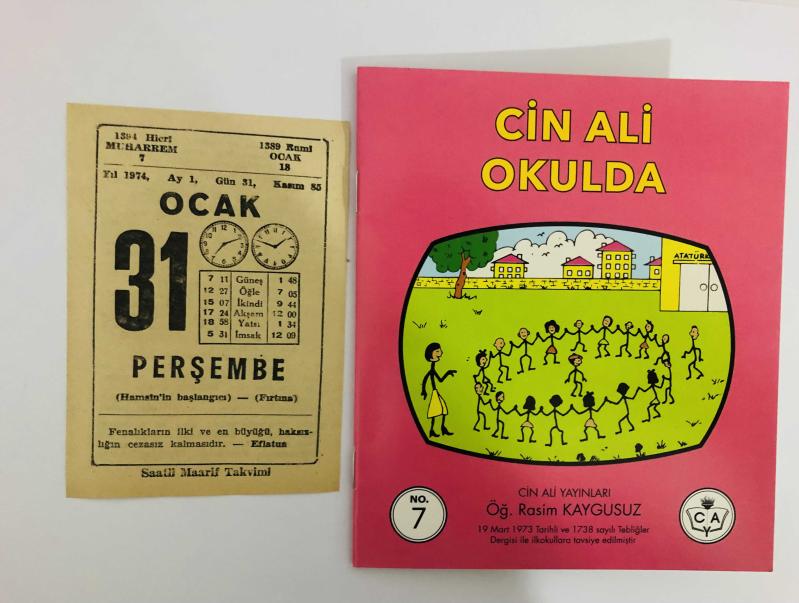 1394 Hicri
MUHARREM
7
1389 Rumi
OCAK
18
Yıl 1974, Ay 1, Gün 31, Kasım 85
OCAK
31
7 11 Güneş 1 48
12 27 Öğle 7 05
15 07 İkindi 9 44
17 24 Akşam 12 00
18 58 Yatsı 1 34
5 31 İmsak 12 09
PERŞEMBE
(Hamsin'in başlangıcı) — (Fırtına)
Fenalıkların ilki ve en büyüğü, haksız-
lığın cezasız kalmasıdır. — Eflatun
Saatli Maarif Takvimi
CİN ALİ
OKULDA
ATATÜRK
CİN ALİ YAYINLARI
Öğ. Rasim KAYGUSUZ
19 Mart 1973 Tarihli ve 1738 sayılı Tebliğler
Dergisi ile ilkokullara tavsiye edilmiştir
NO.
7
C A
Y